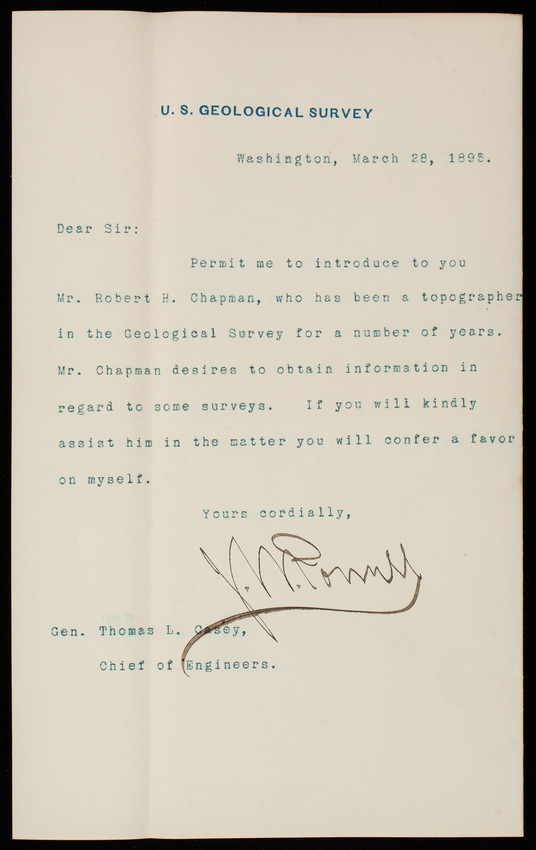 U. S. GEOLOGICAL SURVEY
Washington, March 28, 1895.
Dear Sir:
Permit me to introduce to you
Mr. Robert H. Chapman, who has been a topographer
in the Geological Survey for a number of years.
Mr. Chapman desires to obtain information in
regard to some surveys. If you will kindly
assist him in the matter you will confer a favor
on myself.
Yours cordially,
J. W. Powell
Gen. Thomas L. Casey,
Chief of Engineers.